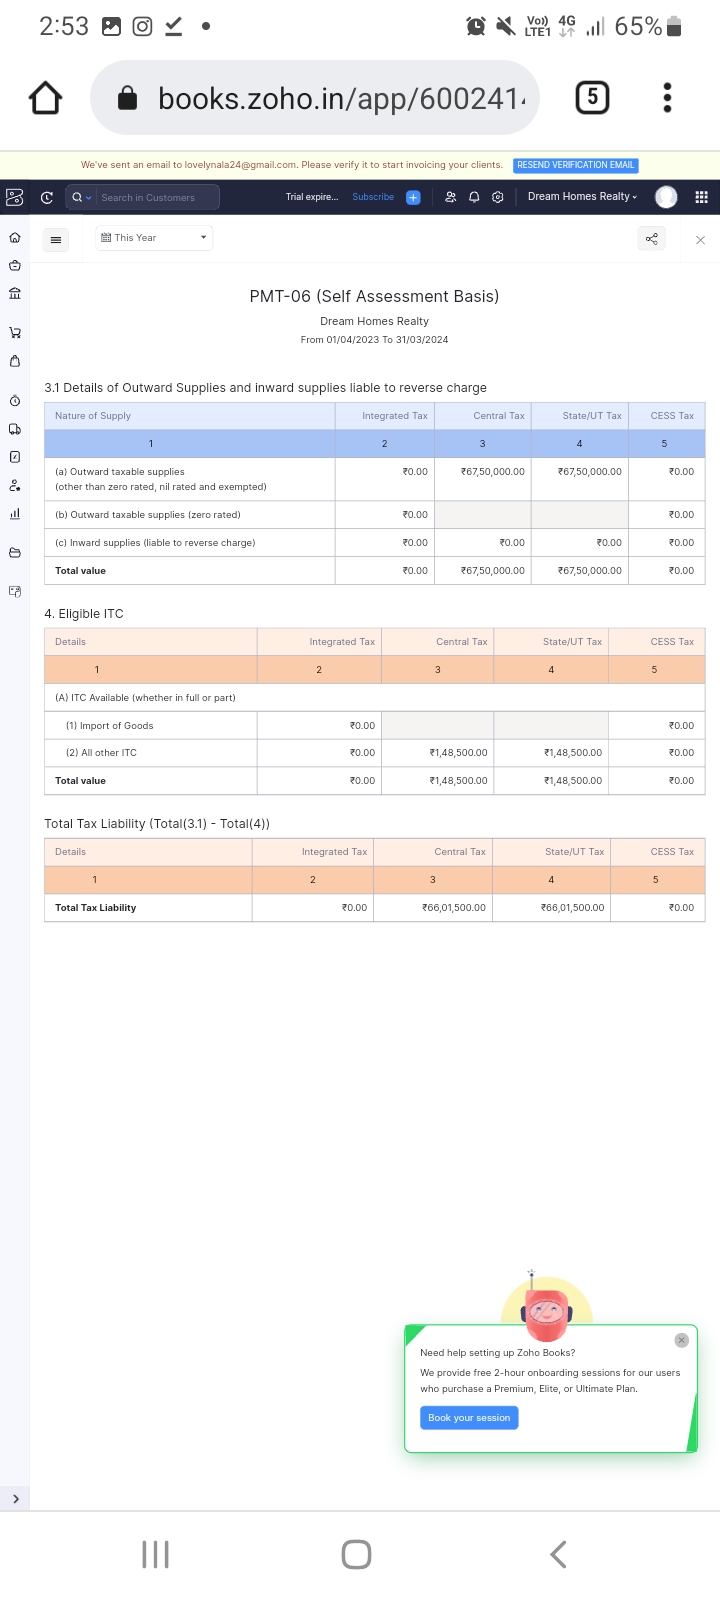 2:53
Vo)) 4G
LTE1
65%
books.zoho.in/app/600241
5
We've sent an email to lovelynala24@gmail.com. Please verify it to start invoicing your clients. RESEND VERIFICATION EMAIL
Search in Customers
Trial expire... Subscribe
Dream Homes Realty
This Year
PMT-06 (Self Assessment Basis)
Dream Homes Realty
From 01/04/2023 To 31/03/2024
3.1 Details of Outward Supplies and inward supplies liable to reverse charge
Nature of Supply Integrated Tax Central Tax State/UT Tax CESS Tax
1 2 3 4 5
(a) Outward taxable supplies ₹0.00 ₹67,50,000.00 ₹67,50,000.00 ₹0.00
(other than zero rated, nil rated and exempted)
(b) Outward taxable supplies (zero rated) ₹0.00 ₹0.00
(c) Inward supplies (liable to reverse charge) ₹0.00 ₹0.00 ₹0.00 ₹0.00
Total value ₹0.00 ₹67,50,000.00 ₹67,50,000.00 ₹0.00
4. Eligible ITC
Details Integrated Tax Central Tax State/UT Tax CESS Tax
1 2 3 4 5
(A) ITC Available (whether in full or part)
(1) Import of Goods ₹0.00 ₹0.00
(2) All other ITC ₹0.00 ₹1,48,500.00 ₹1,48,500.00 ₹0.00
Total value ₹0.00 ₹1,48,500.00 ₹1,48,500.00 ₹0.00
Total Tax Liability (Total(3.1) - Total(4))
Details Integrated Tax Central Tax State/UT Tax CESS Tax
1 2 3 4 5
Total Tax Liability ₹0.00 ₹66,01,500.00 ₹66,01,500.00 ₹0.00
Need help setting up Zoho Books?
We provide free 2-hour onboarding sessions for our users
who purchase a Premium, Elite, or Ultimate Plan.
Book your session